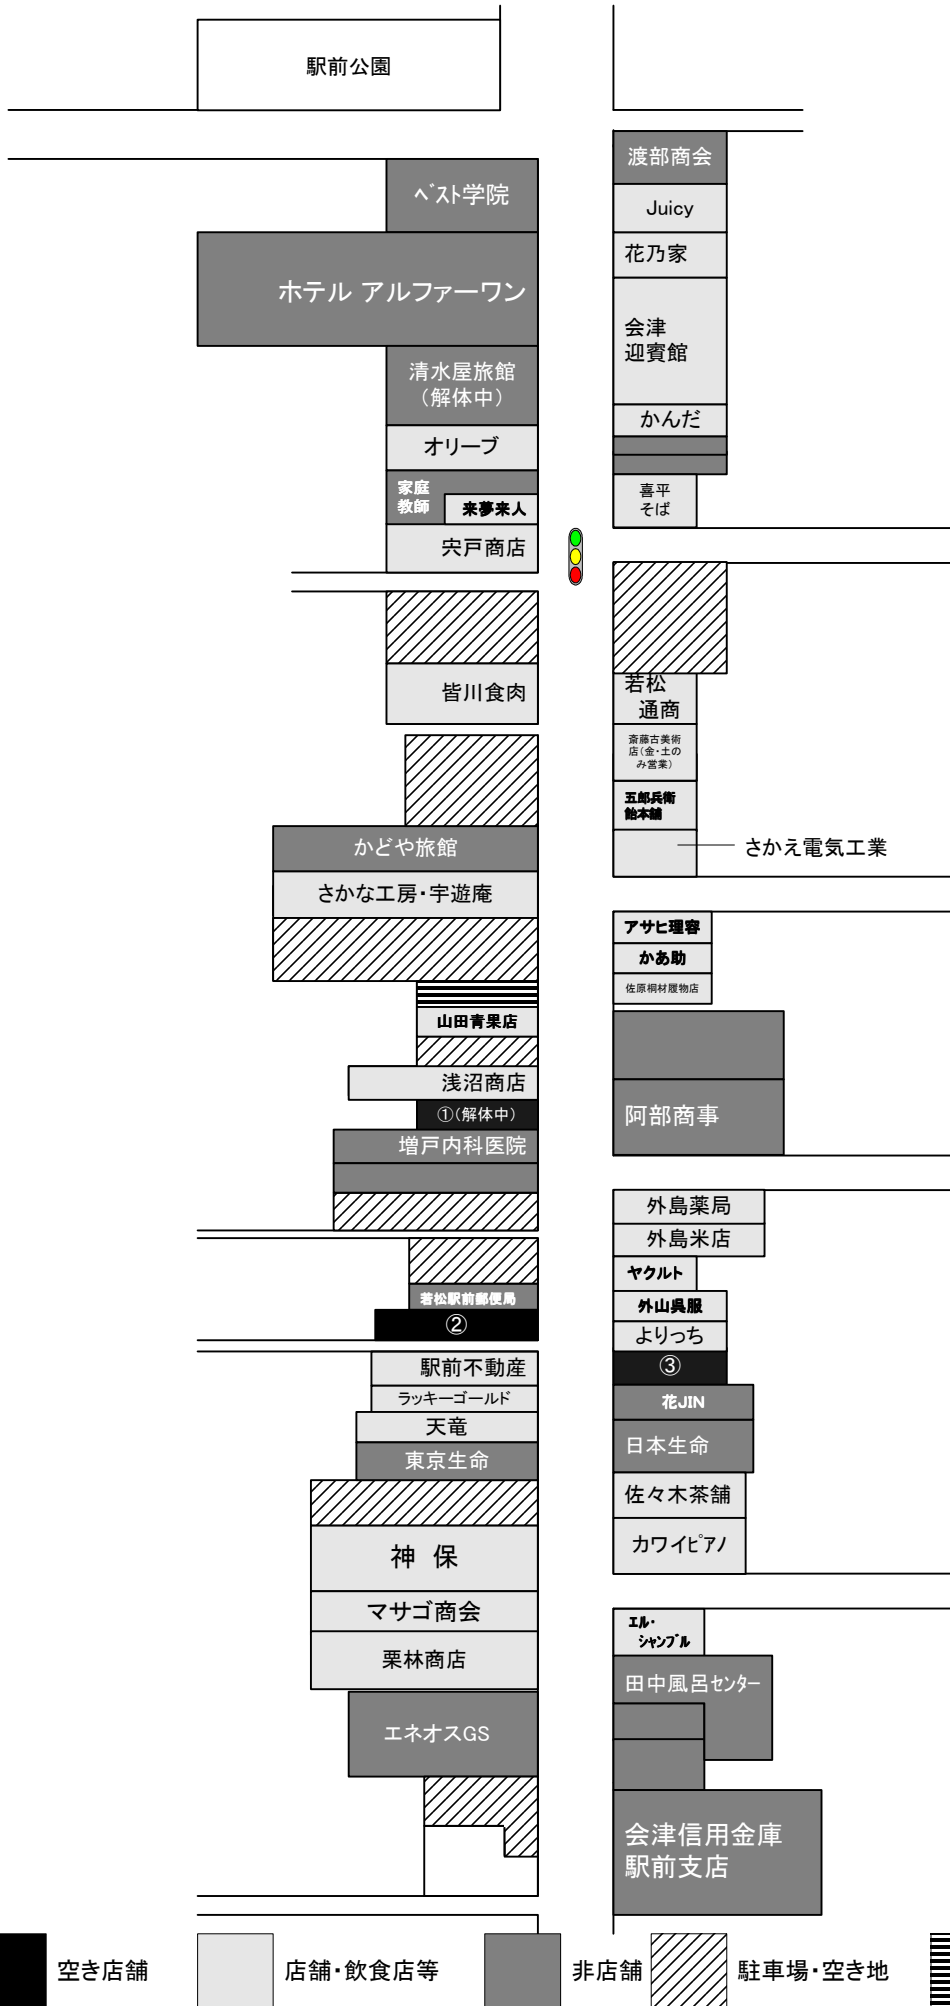 駅前公園
ベスト学院
ホテル アルファーワン
清水屋旅館
(解体中)
オリーブ
家庭
教師
来夢来人
宍戸商店
皆川食肉
かどや旅館
さかな工房・宇遊庵
山田青果店
浅沼商店
①(解体中)
増戸内科医院
若松駅前郵便局
②
駅前不動産
ラッキーゴールド
天竜
東京生命
神 保
マサゴ商会
栗林商店
エネオスGS
渡部商会
Juicy
花乃家
会津
迎賓館
かんだ
喜平
そば
若松
通商
斎藤古美術
店(金・土の
み営業)
五郎兵衛
飴本舗
さかえ電気工業
アサヒ理容
かあ助
佐原桐材履物店
阿部商事
外島薬局
外島米店
ヤクルト
外山呉服
よりっち
③
花JIN
日本生命
佐々木茶舗
カワイピアノ
エル・
シャンブル
田中風呂センター
会津信用金庫
駅前支店
空き店舗
店舗・飲食店等
非店舗
駐車場・空き地